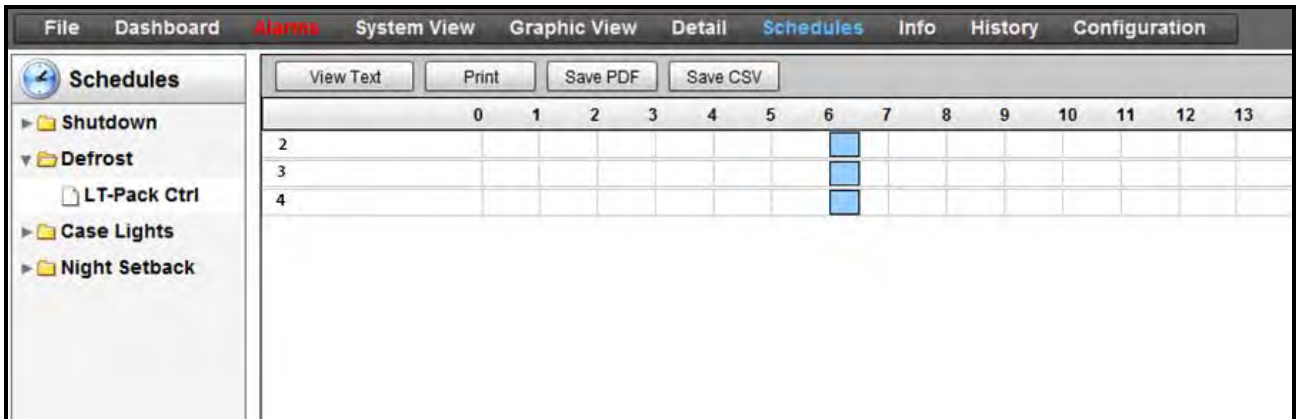 File Dashboard Alarms System View Graphic View Detail Schedules Info History Configuration
Schedules
Shutdown
Defrost
LT-Pack Ctrl
Case Lights
Night Setback
View Text Print Save PDF Save CSV
0 1 2 3 4 5 6 7 8 9 10 11 12 13
2
3
4